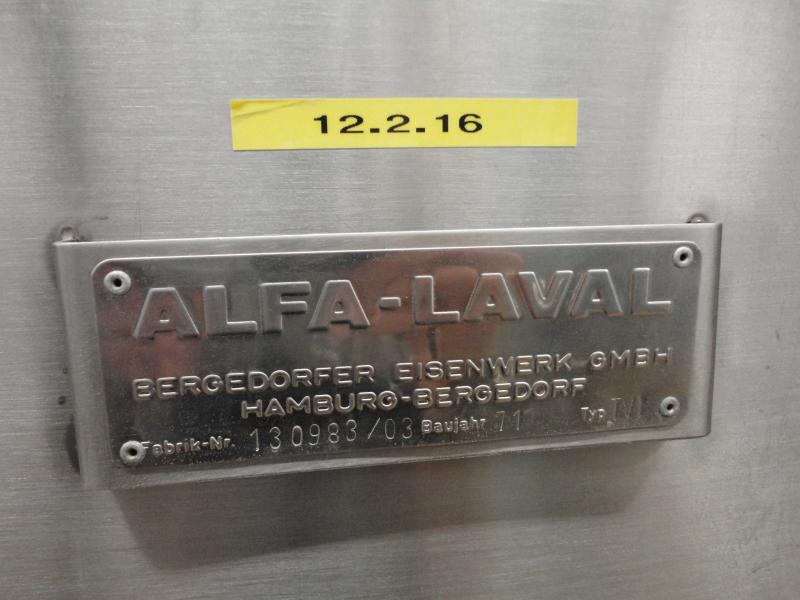 12.2.16
ALFA-LAVAL
BERGEDORFER EISENWERK GMBH
HAMBURG-BERGEDORF
Fabrik-Nr. 130983/03 Baujahr 71 Typ